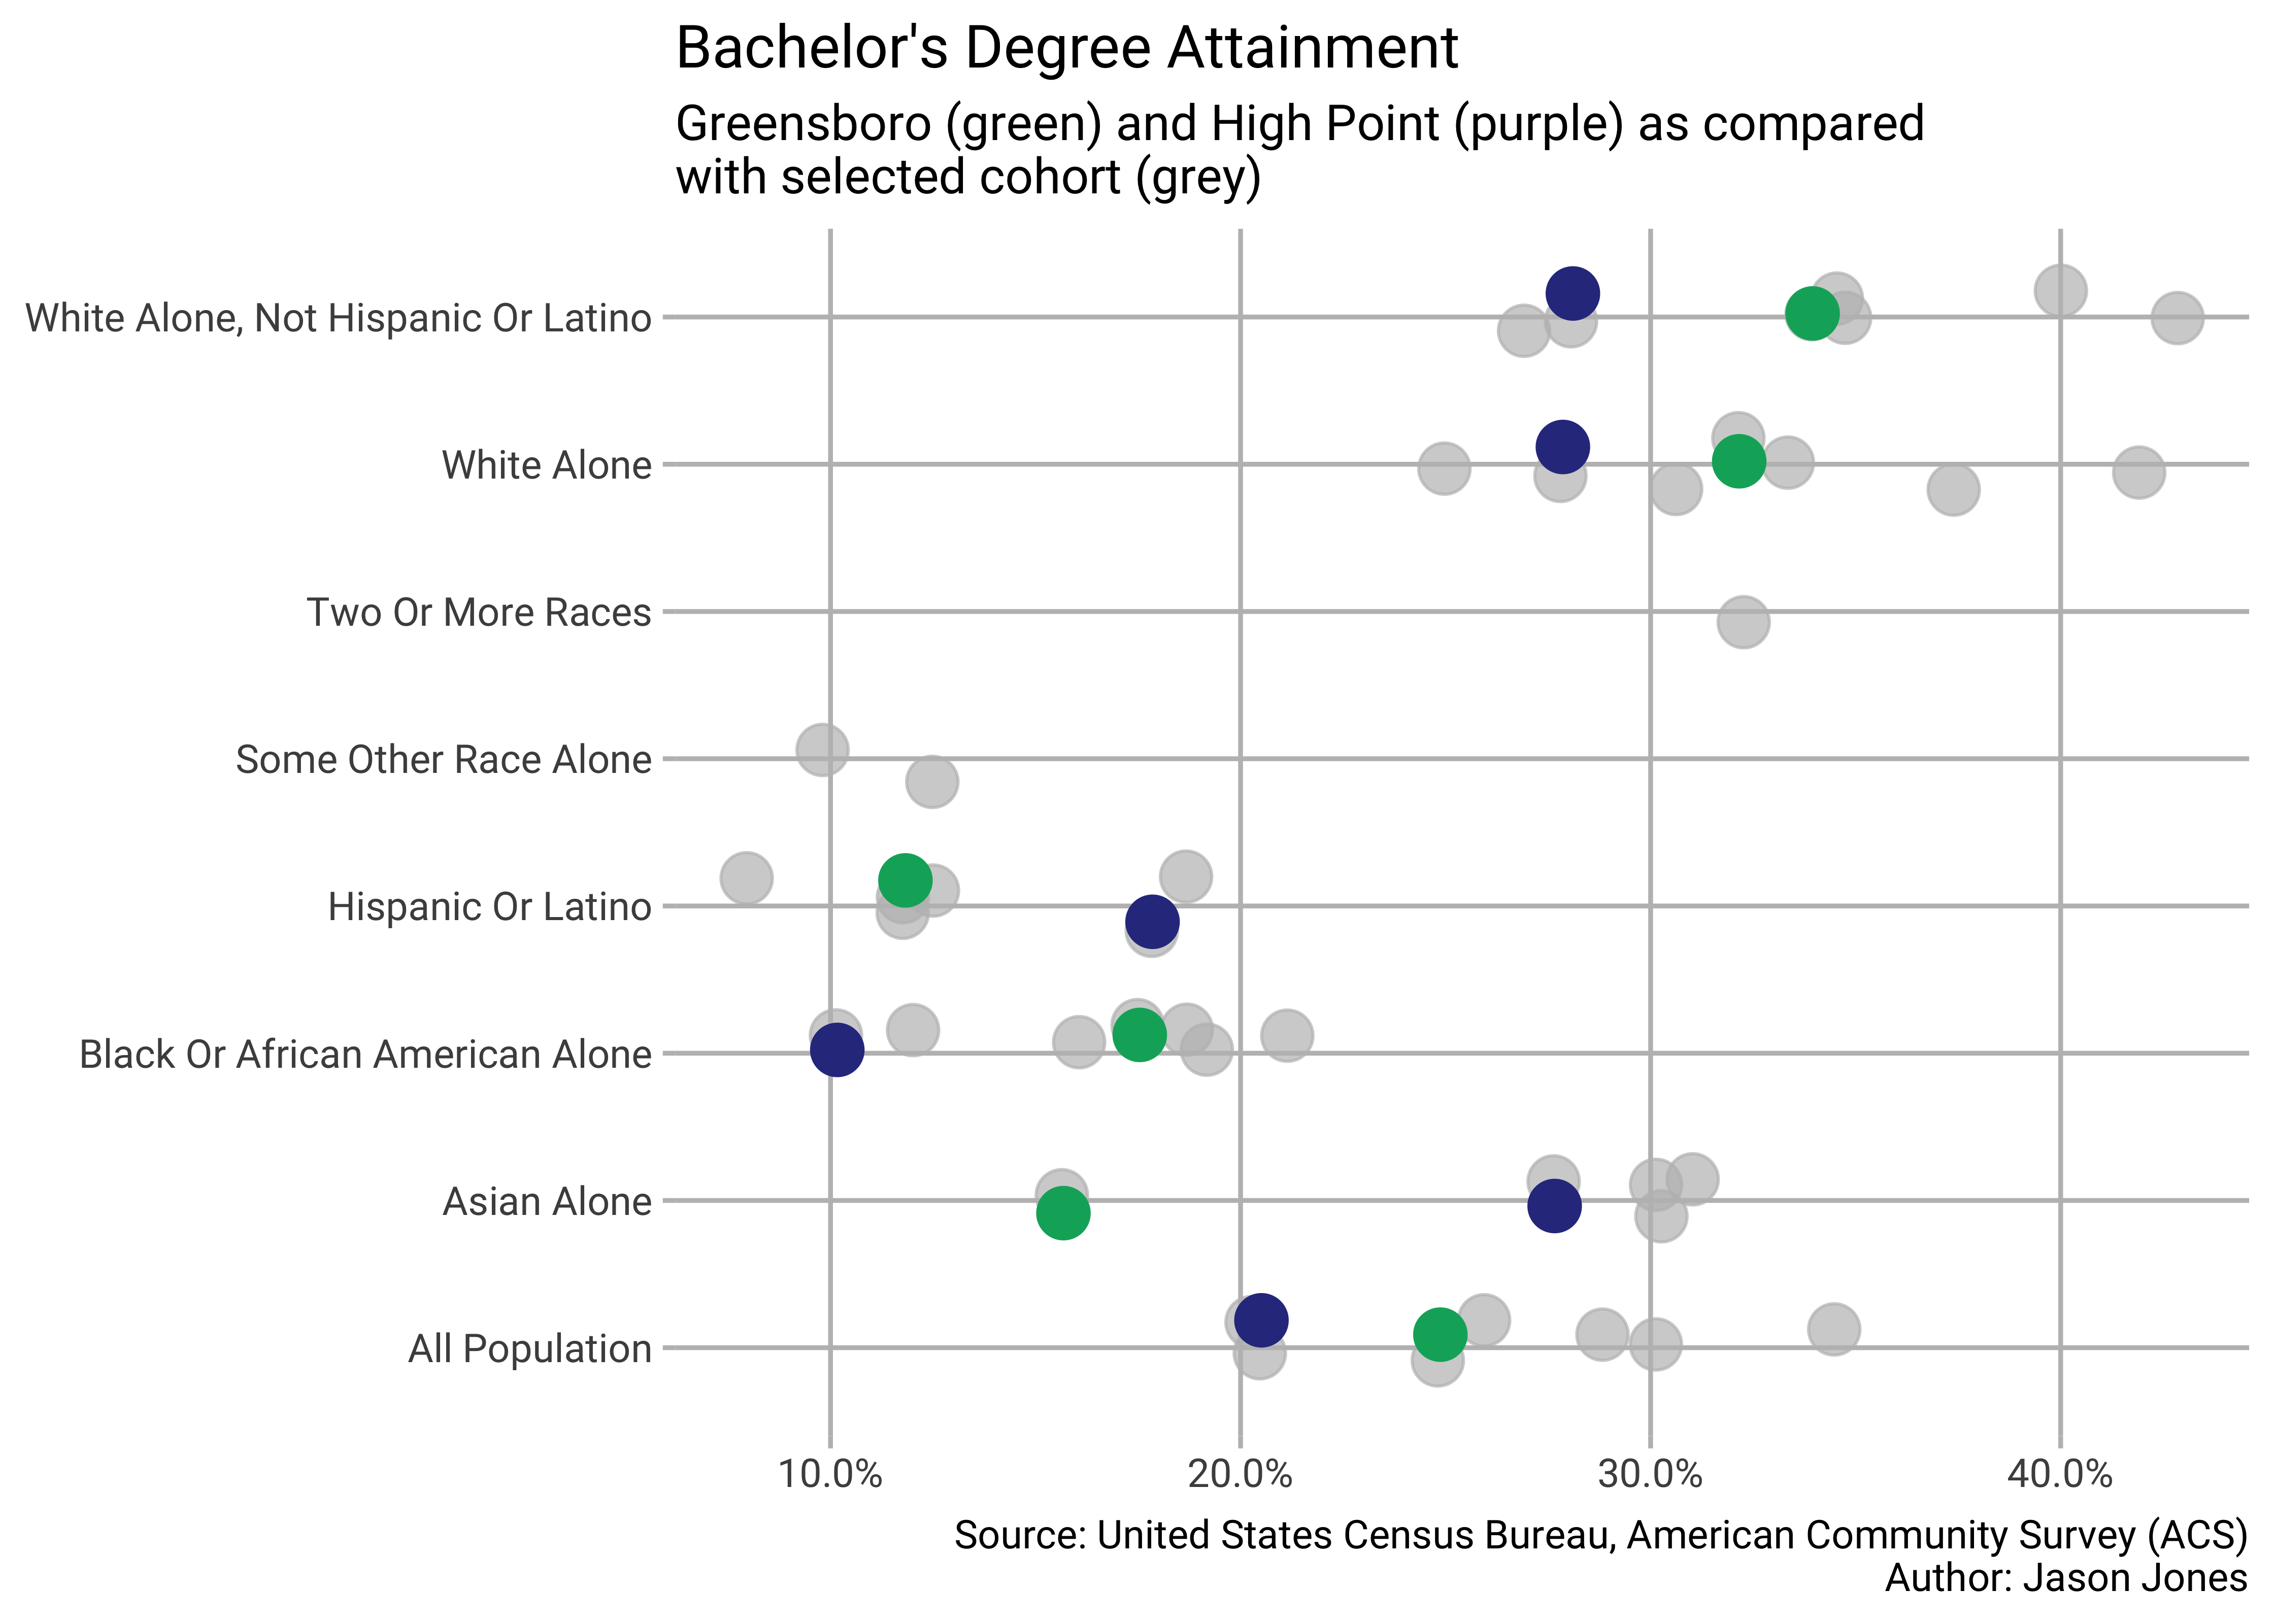 Bachelor's Degree Attainment
Greensboro (green) and High Point (purple) as compared
with selected cohort (grey)
White Alone, Not Hispanic Or Latino
White Alone
Two Or More Races
Some Other Race Alone
Hispanic Or Latino
Black Or African American Alone
Asian Alone
All Population
10.0% 20.0% 30.0% 40.0%
Source: United States Census Bureau, American Community Survey (ACS)
Author: Jason Jones